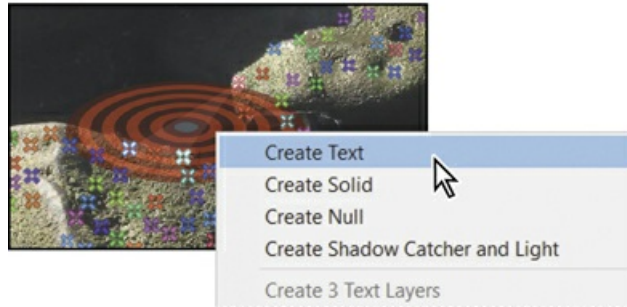 Create Text
Create Solid
Create Null
Create Shadow Catcher and Light
Create 3 Text Layers